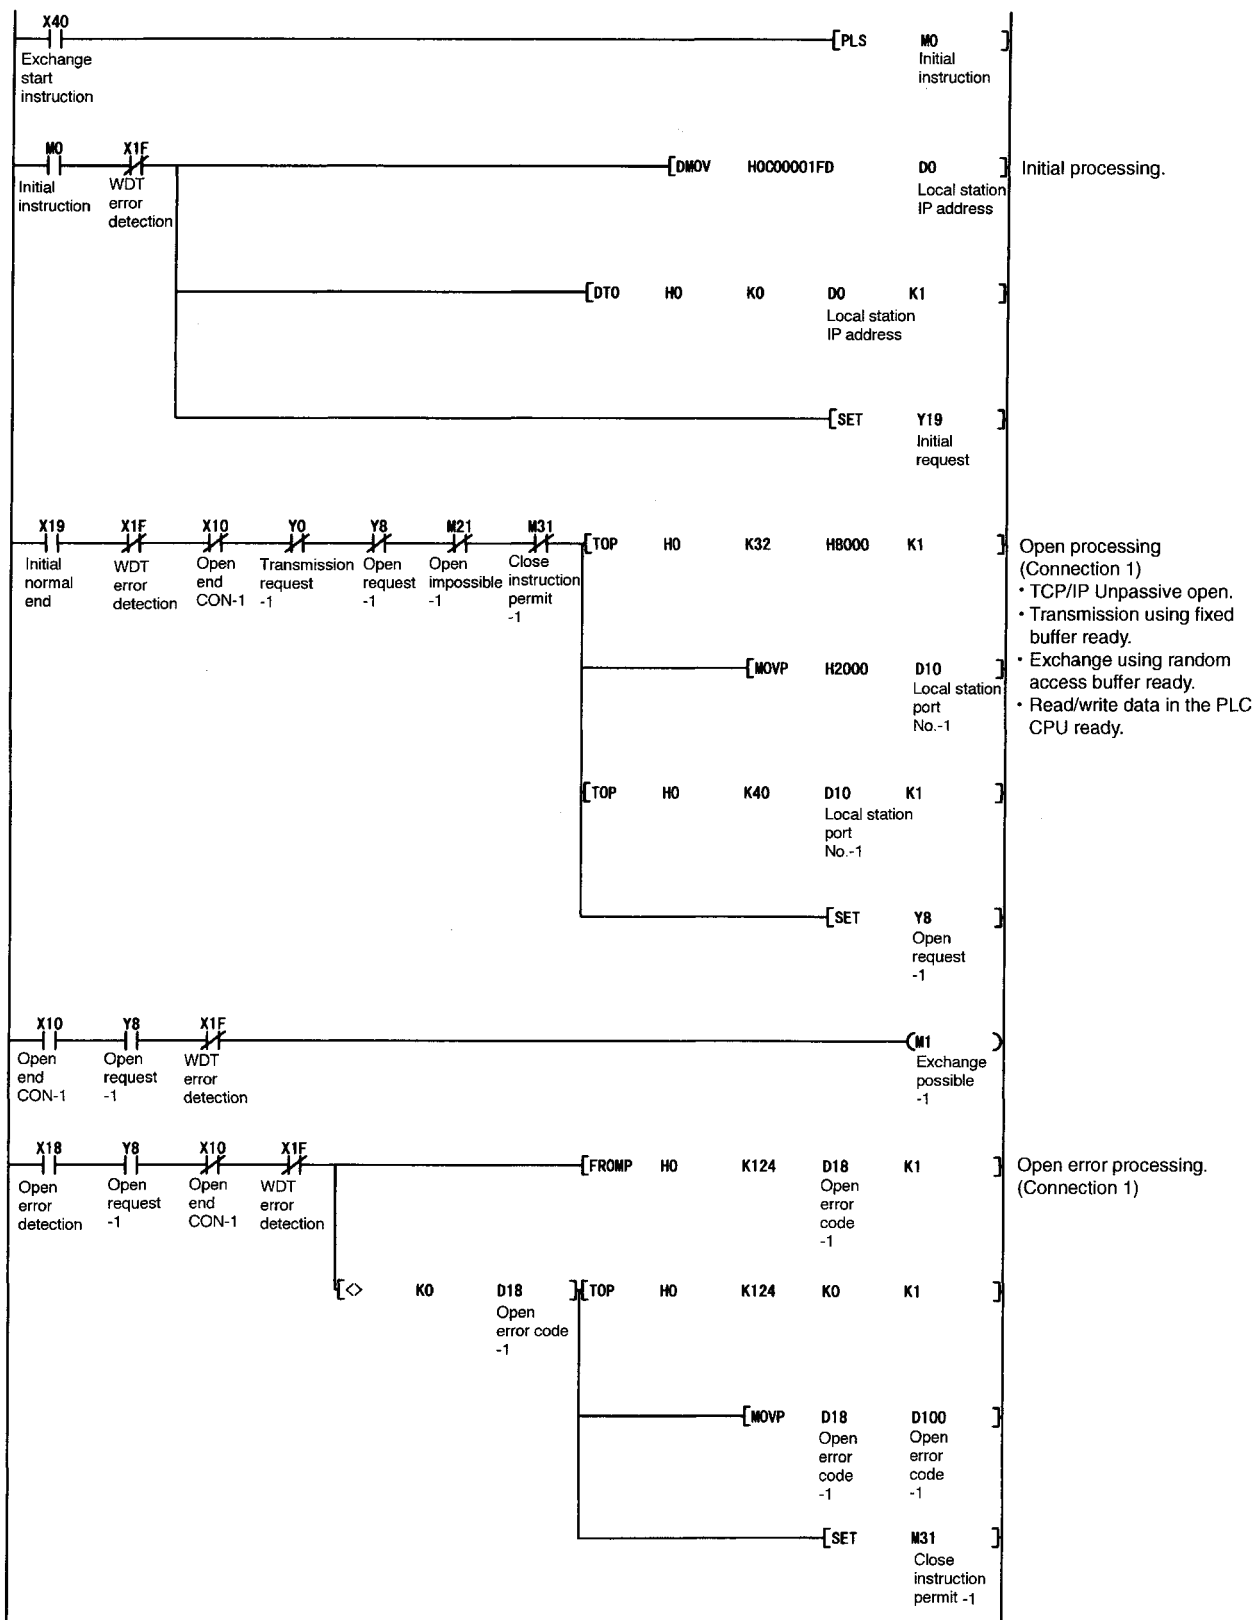 X40
[PLS M0 ]
Exchange
start
instruction
Initial
instruction
M0 X1F
[DMOV H0C00001FD D0 ]
Initial processing.
Initial
instruction
WDT
error
detection
Local station
IP address
[DTO H0 K0 D0 K1 ]
Local station
IP address
[SET Y19 ]
Initial
request
X19 X1F X10 Y0 Y8 M21 M31
[TOP H0 K32 H8000 K1 ]
Initial
normal
end
WDT
error
detection
Open
end
CON-1
Transmission
request
-1
Open
request
-1
Open
impossible
-1
Close
instruction
permit
-1
Open processing
(Connection 1)
• TCP/IP Unpassive open.
• Transmission using fixed
buffer ready.
• Exchange using random
access buffer ready.
• Read/write data in the PLC
CPU ready.
[MOVP H2000 D10 ]
Local station
port
No.-1
[TOP H0 K40 D10 K1 ]
Local station
port
No.-1
[SET Y8 ]
Open
request
-1
X10 Y8 X1F
(M1 )
Open
end
CON-1
Open
request
-1
WDT
error
detection
Exchange
possible
-1
X18 Y8 X10 X1F
[FROMP H0 K124 D18 K1 ]
Open
error
detection
Open
request
-1
Open
end
CON-1
WDT
error
detection
Open
error
code
-1
Open error processing.
(Connection 1)
[<> K0 D18 ][TOP H0 K124 K0 K1 ]
Open
error code
-1
[MOVP D18 D100 ]
Open
error
code
-1
Open
error
code
-1
[SET M31 ]
Close
instruction
permit -1